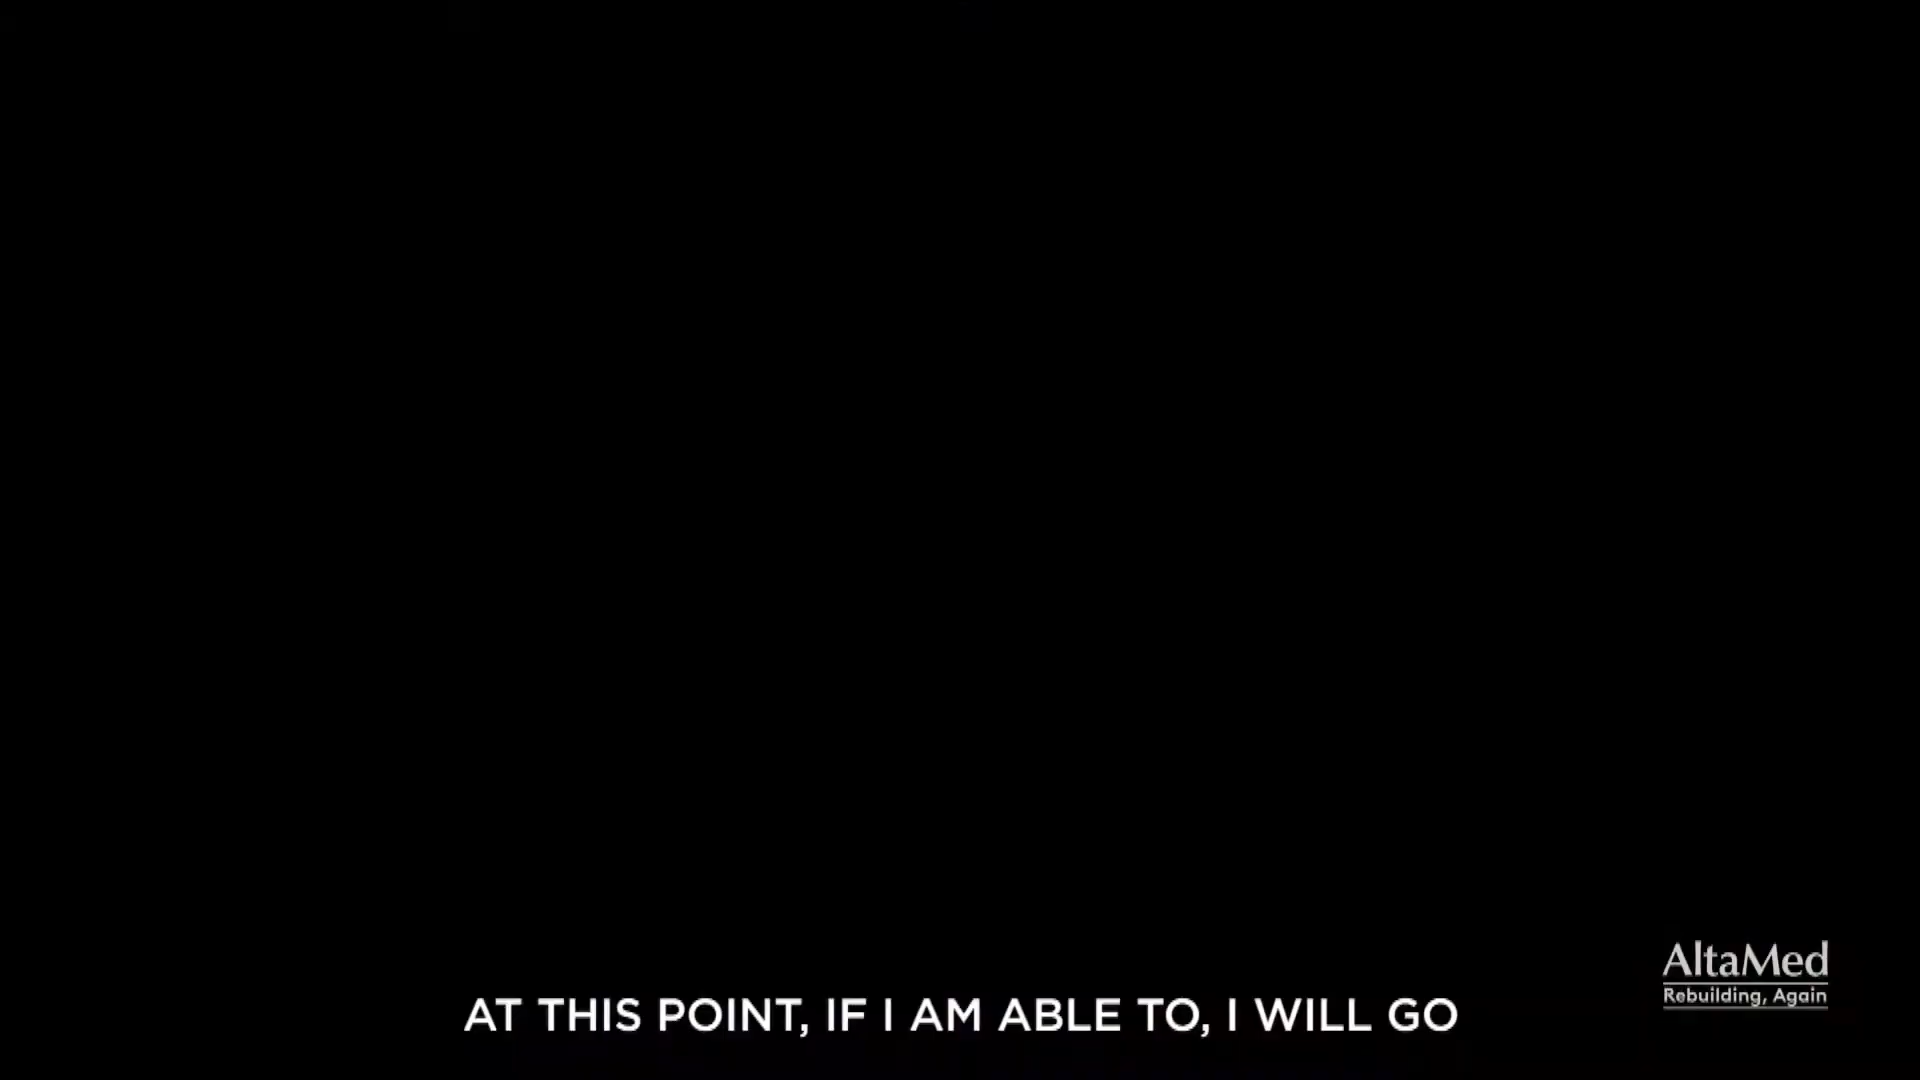 AltaMed
Rebuilding, Again
AT THIS POINT, IF I AM ABLE TO, I WILL GO